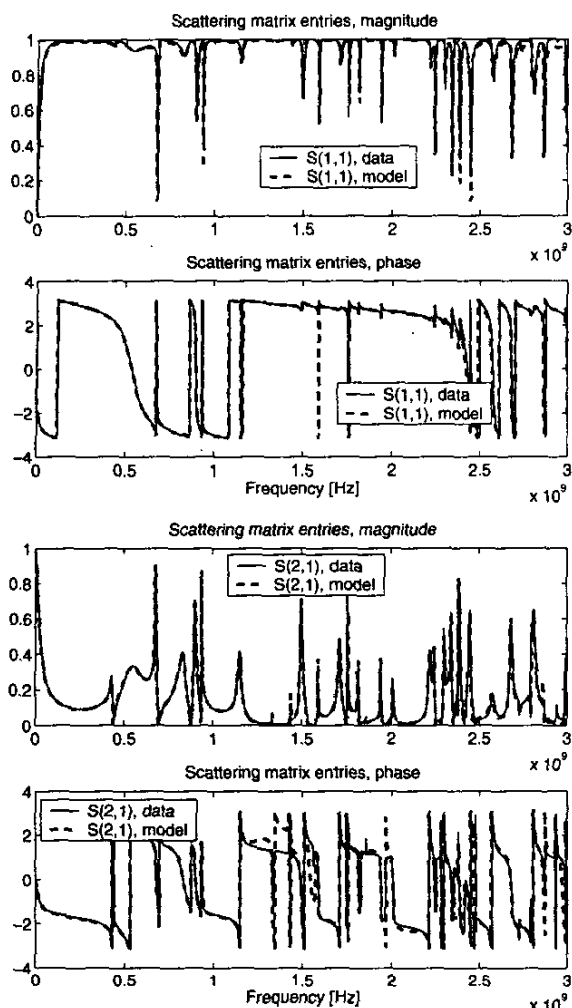 Scattering matrix entries, magnitude
1
0.8
0.6
0.4
0.2
0
S(1,1), data
S(1,1), model
0 0.5 1 1.5 2 2.5 3
x 10^9
Scattering matrix entries, phase
4
2
0
−2
−4
S(1,1), data
S(1,1), model
0 0.5 1 1.5 2 2.5 3
Frequency [Hz]
x 10^9
Scattering matrix entries, magnitude
1
0.8
0.6
0.4
0.2
0
S(2,1), data
S(2,1), model
0 0.5 1 1.5 2 2.5 3
x 10^9
Scattering matrix entries, phase
4
2
0
−2
−4
S(2,1), data
S(2,1), model
0 0.5 1 1.5 2 2.5 3
Frequency [Hz]
x 10^9